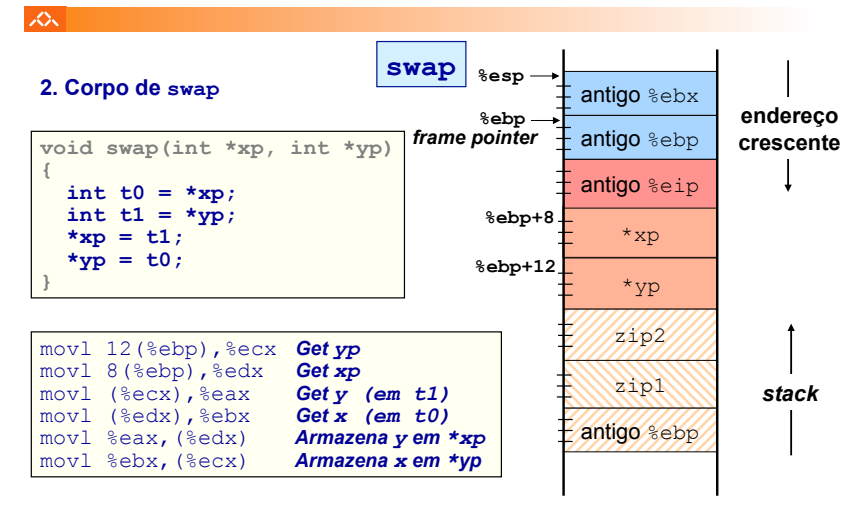 swap
2. Corpo de swap
void swap(int *xp, int *yp)
{
int t0 = *xp;
int t1 = *yp;
*xp = t1;
*yp = t0;
}
movl 12(%ebp),%ecx Get yp
movl 8(%ebp),%edx Get xp
movl (%ecx),%eax Get y (em t1)
movl (%edx),%ebx Get x (em t0)
movl %eax,(%edx) Armazena y em *xp
movl %ebx,(%ecx) Armazena x em *yp
%esp
%ebp
frame pointer
%ebp+8
%ebp+12
antigo %ebx
antigo %ebp
antigo %eip
*xp
*yp
zip2
zip1
antigo %ebp
endereço
crescente
stack